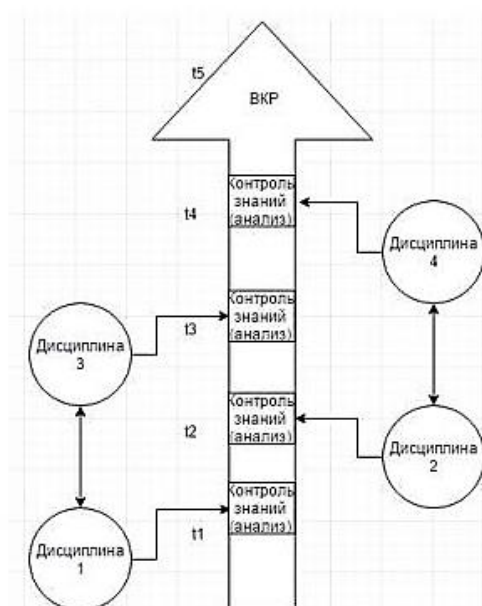 t5
ВКР
Контроль
знаний
(анализ)
t4
Дисциплина
4
Контроль
знаний
(анализ)
t3
Дисциплина
3
Контроль
знаний
(анализ)
t2
Дисциплина
2
Контроль
знаний
(анализ)
t1
Дисциплина
1